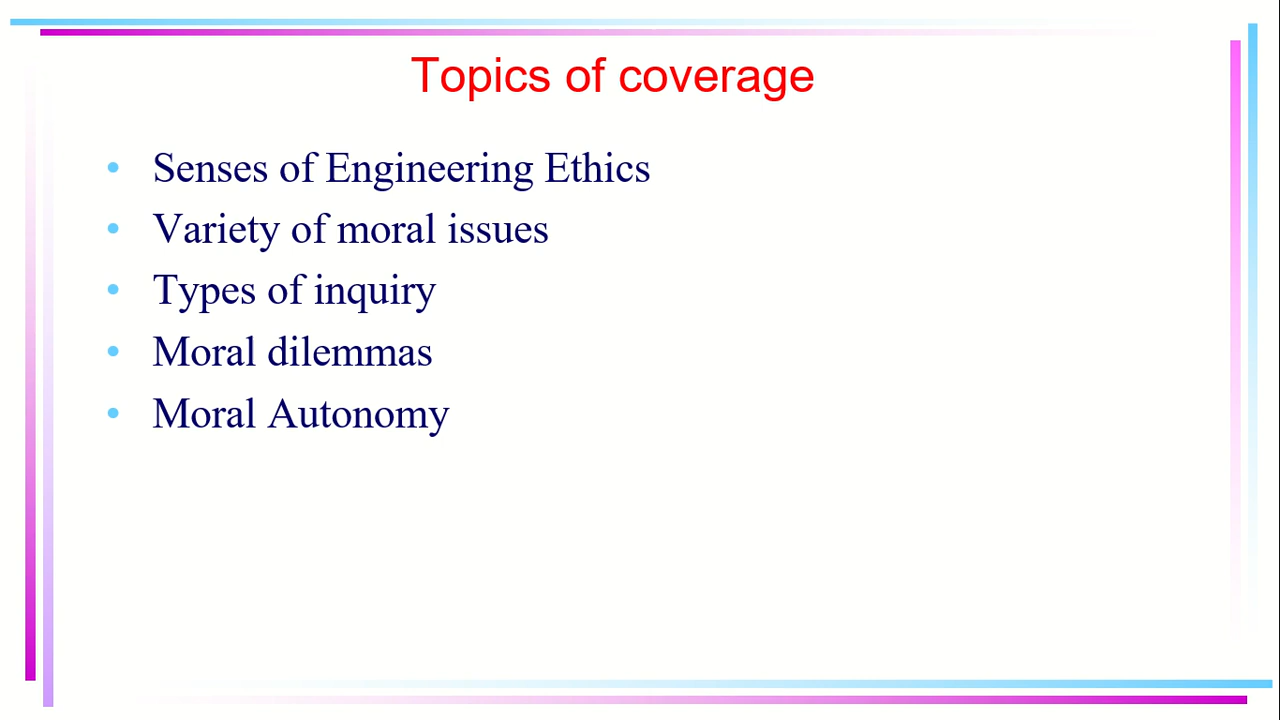 Topics of coverage
• Senses of Engineering Ethics
• Variety of moral issues
• Types of inquiry
• Moral dilemmas
• Moral Autonomy